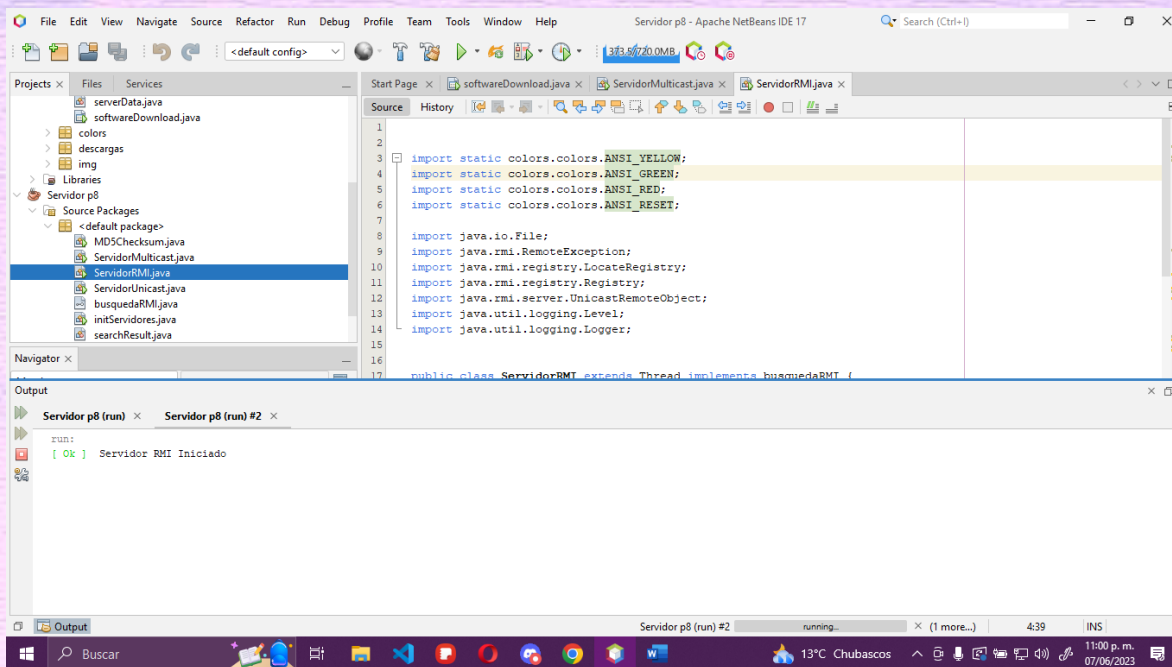 File Edit View Navigate Source Refactor Run Debug Profile Team Tools Window Help Servidor p8 - Apache NetBeans IDE 17 Search (Ctrl+I)
<default config>
Projects Files Services
Start Page softwareDownload.java ServidorMulticast.java ServidorRMI.java
Source History
serverData.java
softwareDownload.java
colors
descargas
img
Libraries
Servidor p8
Source Packages
<default package>
MD5Checksum.java
ServidorMulticast.java
ServidorRMI.java
ServidorUnicast.java
busquedaRMI.java
initServidores.java
searchResult.java
Navigator
1
2
3 import static colors.colors.ANSI_YELLOW;
4 import static colors.colors.ANSI_GREEN;
5 import static colors.colors.ANSI_RED;
6 import static colors.colors.ANSI_RESET;
7
8 import java.io.File;
9 import java.rmi.RemoteException;
10 import java.rmi.registry.LocateRegistry;
11 import java.rmi.registry.Registry;
12 import java.rmi.server.UnicastRemoteObject;
13 import java.util.logging.Level;
14 import java.util.logging.Logger;
15
16
17 public class ServidorRMI extends Thread implements busquedaRMI {
Output
Servidor p8 (run) Servidor p8 (run) #2
run:
[ Ok ] Servidor RMI Iniciado
Output Servidor p8 (run) #2 running... (1 more...) 4:39 INS
Buscar 13°C Chubascos 11:00 p. m.
07/06/2023